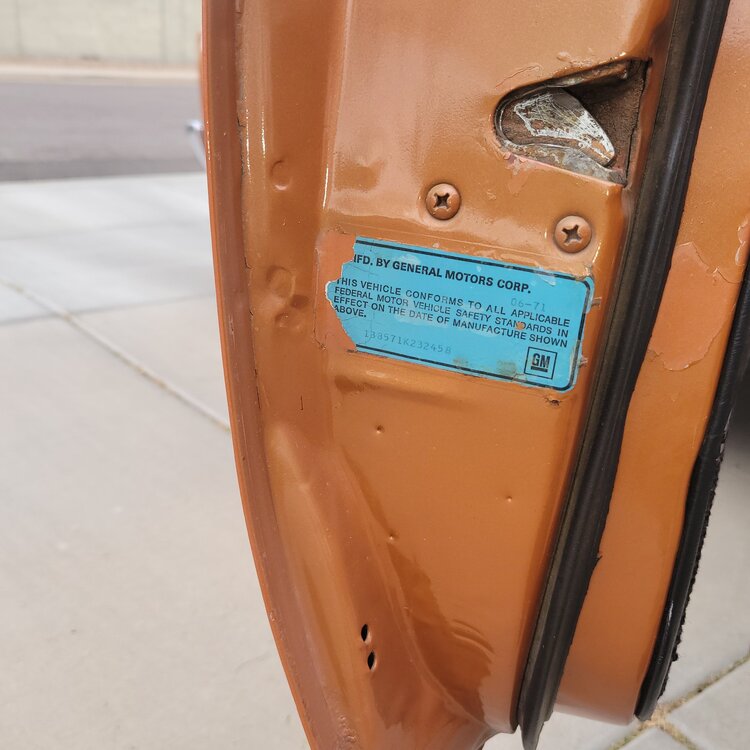 MFD. BY GENERAL MOTORS CORP.
06-71
THIS VEHICLE CONFORMS TO ALL APPLICABLE
FEDERAL MOTOR VEHICLE SAFETY STANDARDS IN
EFFECT ON THE DATE OF MANUFACTURE SHOWN
ABOVE.
138571K232458
GM